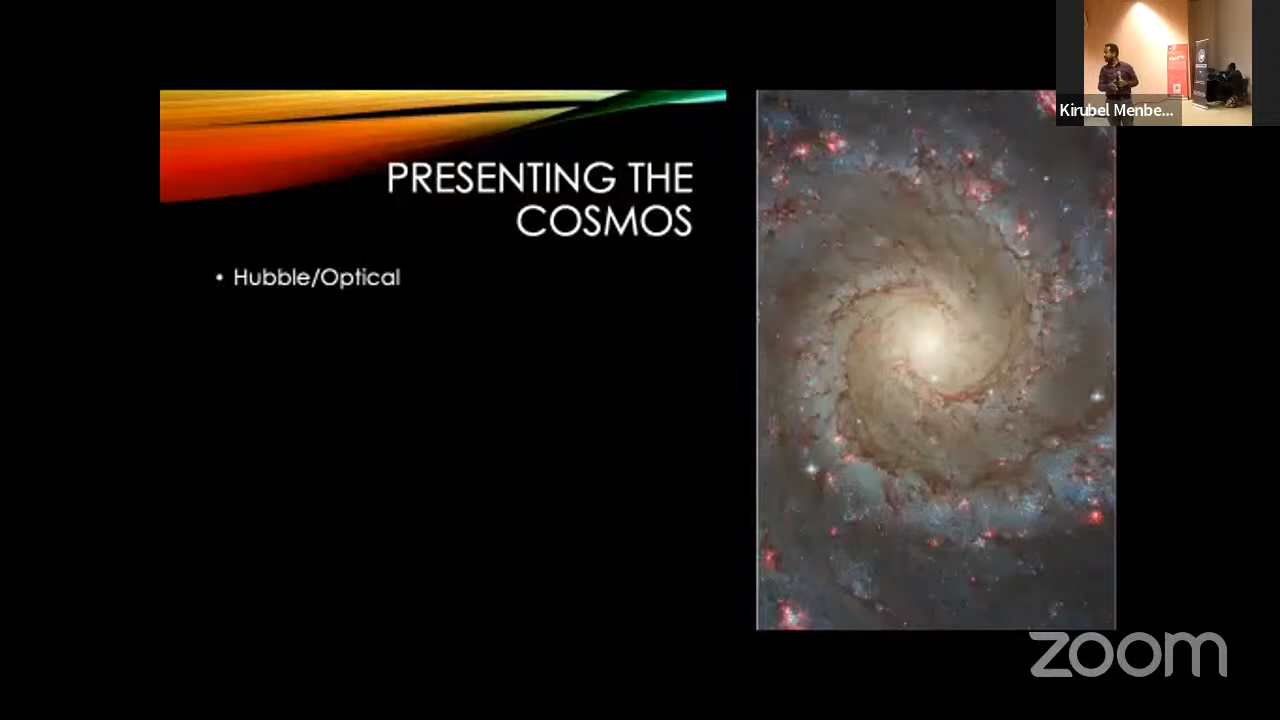 PRESENTING THE
COSMOS
• Hubble/Optical
Kirubel Menbe...
zoom